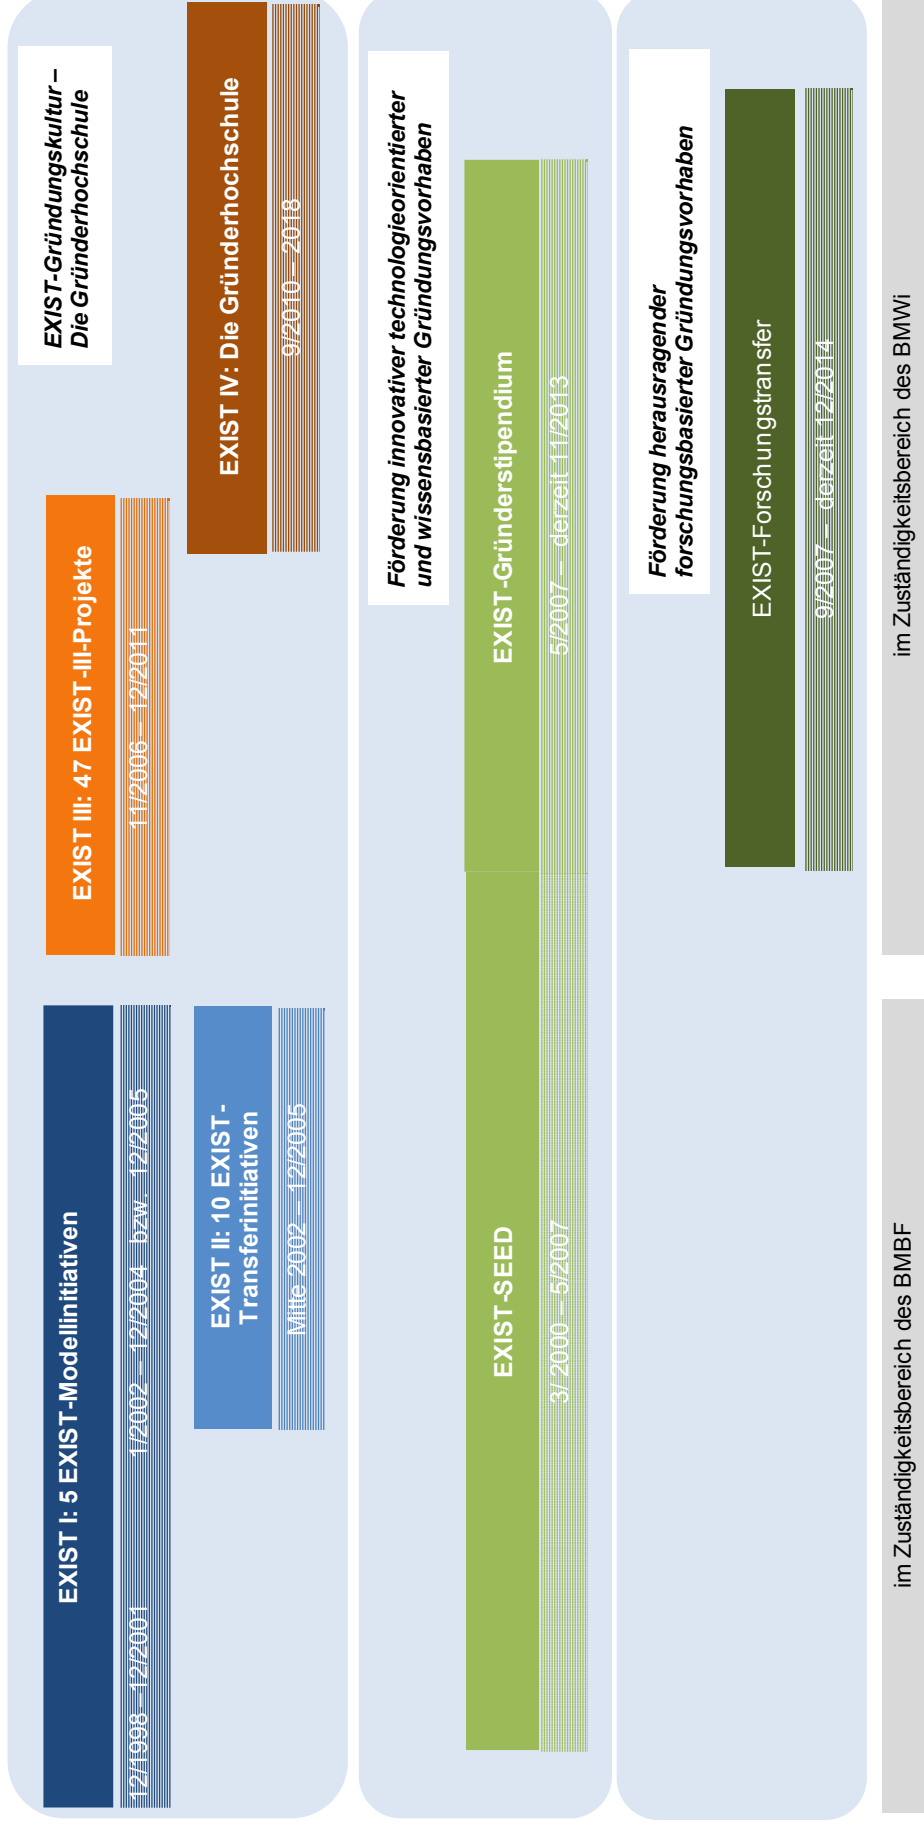 EXIST-Gründungskultur –
Die Gründerhochschule
EXIST I: 5 EXIST-Modellinitiativen
12/1998 – 12/2001 1/2002 – 12/2004 bzw. 12/2005
EXIST III: 47 EXIST-III-Projekte
11/2006 - 12/2011
EXIST II: 10 EXIST-
Transferinitiativen
Mitte 2002 – 12/2005
EXIST IV: Die Gründerhochschule
9/2010 - 2018
Förderung innovativer technologieorientierter
und wissensbasierter Gründungsvorhaben
EXIST-SEED
3/ 2000 – 5/2007
EXIST-Gründerstipendium
5/2007 – derzeit 11/2013
Förderung herausragender
forschungsbasierter Gründungsvorhaben
EXIST-Forschungstransfer
9/2007 – derzeit 12/2014
im Zuständigkeitsbereich des BMBF
im Zuständigkeitsbereich des BMWi